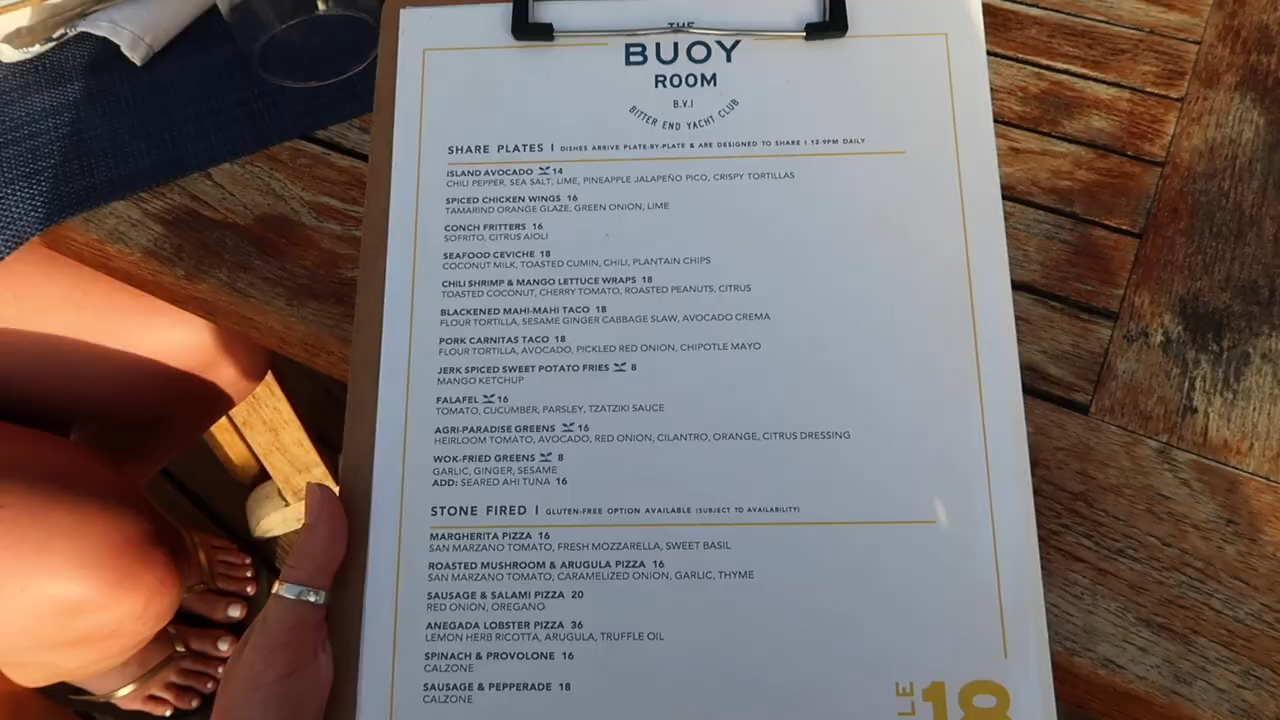 THE
BUOY
ROOM
B.V.I
BITTER END YACHT CLUB
SHARE PLATES | DISHES ARRIVE PLATE-BY-PLATE & ARE DESIGNED TO SHARE | 12-9PM DAILY
ISLAND AVOCADO 14
CHILI PEPPER, SEA SALT, LIME, PINEAPPLE JALAPEÑO PICO, CRISPY TORTILLAS
SPICED CHICKEN WINGS 16
TAMARIND ORANGE GLAZE, GREEN ONION, LIME
CONCH FRITTERS 16
SOFRITO, CITRUS AIOLI
SEAFOOD CEVICHE 18
COCONUT MILK, TOASTED CUMIN, CHILI, PLANTAIN CHIPS
CHILI SHRIMP & MANGO LETTUCE WRAPS 18
TOASTED COCONUT, CHERRY TOMATO, ROASTED PEANUTS, CITRUS
BLACKENED MAHI-MAHI TACO 18
FLOUR TORTILLA, SESAME GINGER CABBAGE SLAW, AVOCADO CREMA
PORK CARNITAS TACO 18
FLOUR TORTILLA, AVOCADO, PICKLED RED ONION, CHIPOTLE MAYO
JERK SPICED SWEET POTATO FRIES 8
MANGO KETCHUP
FALAFEL 16
TOMATO, CUCUMBER, PARSLEY, TZATZIKI SAUCE
AGRI-PARADISE GREENS 16
HEIRLOOM TOMATO, AVOCADO, RED ONION, CILANTRO, ORANGE, CITRUS DRESSING
WOK-FRIED GREENS 8
GARLIC, GINGER, SESAME
ADD: SEARED AHI TUNA 16
STONE FIRED | GLUTEN-FREE OPTION AVAILABLE (SUBJECT TO AVAILABILITY)
MARGHERITA PIZZA 16
SAN MARZANO TOMATO, FRESH MOZZARELLA, SWEET BASIL
ROASTED MUSHROOM & ARUGULA PIZZA 16
SAN MARZANO TOMATO, CARAMELIZED ONION, GARLIC, THYME
SAUSAGE & SALAMI PIZZA 20
RED ONION, OREGANO
ANEGADA LOBSTER PIZZA 36
LEMON HERB RICOTTA, ARUGULA, TRUFFLE OIL
SPINACH & PROVOLONE 16
CALZONE
SAUSAGE & PEPPERADE 18
CALZONE
LE
18